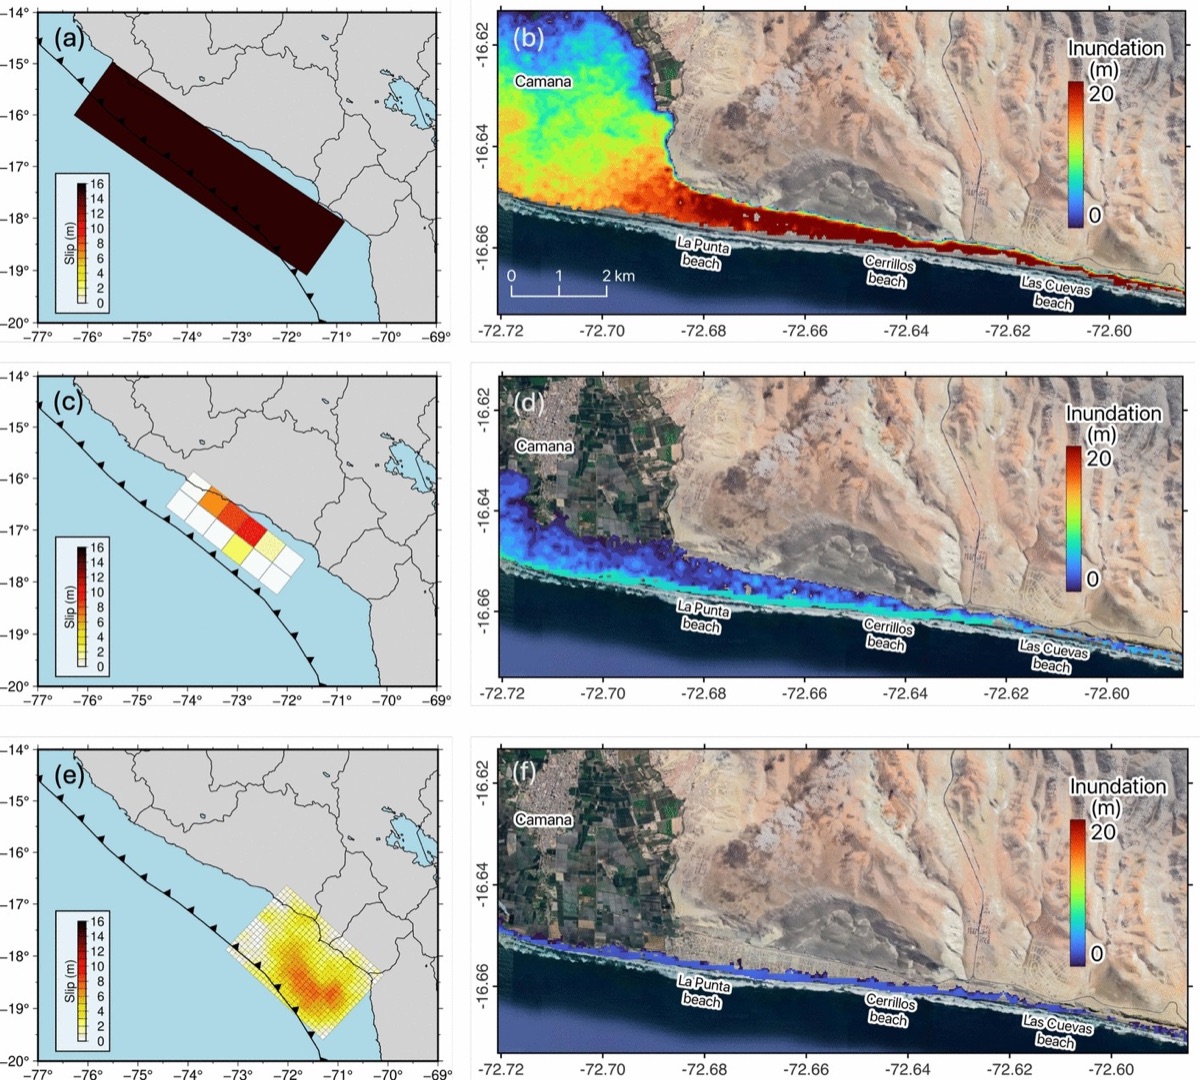 (a)
−14°
−15°
−16°
−17°
−18°
−19°
−20°
−77° −76° −75° −74° −73° −72° −71° −70° −69°
Slip (m)
16
14
12
10
8
6
4
2
0
(b)
Camana
Inundation
(m)
20
0
La Punta
beach
Cerrillos
beach
Las Cuevas
beach
0 1 2 km
-16.62
-16.64
-16.66
-72.72 -72.70 -72.68 -72.66 -72.64 -72.62 -72.60
(c)
−14°
−15°
−16°
−17°
−18°
−19°
−20°
−77° −76° −75° −74° −73° −72° −71° −70° −69°
Slip (m)
16
14
12
10
8
6
4
2
0
(d)
Camana
Inundation
(m)
20
0
La Punta
beach
Cerrillos
beach
Las Cuevas
beach
-16.62
-16.64
-16.66
-72.72 -72.70 -72.68 -72.66 -72.64 -72.62 -72.60
(e)
−14°
−15°
−16°
−17°
−18°
−19°
−20°
−77° −76° −75° −74° −73° −72° −71° −70° −69°
Slip (m)
16
14
12
10
8
6
4
2
0
(f)
Camana
Inundation
(m)
20
0
La Punta
beach
Cerrillos
beach
Las Cuevas
beach
-16.62
-16.64
-16.66
-72.72 -72.70 -72.68 -72.66 -72.64 -72.62 -72.60